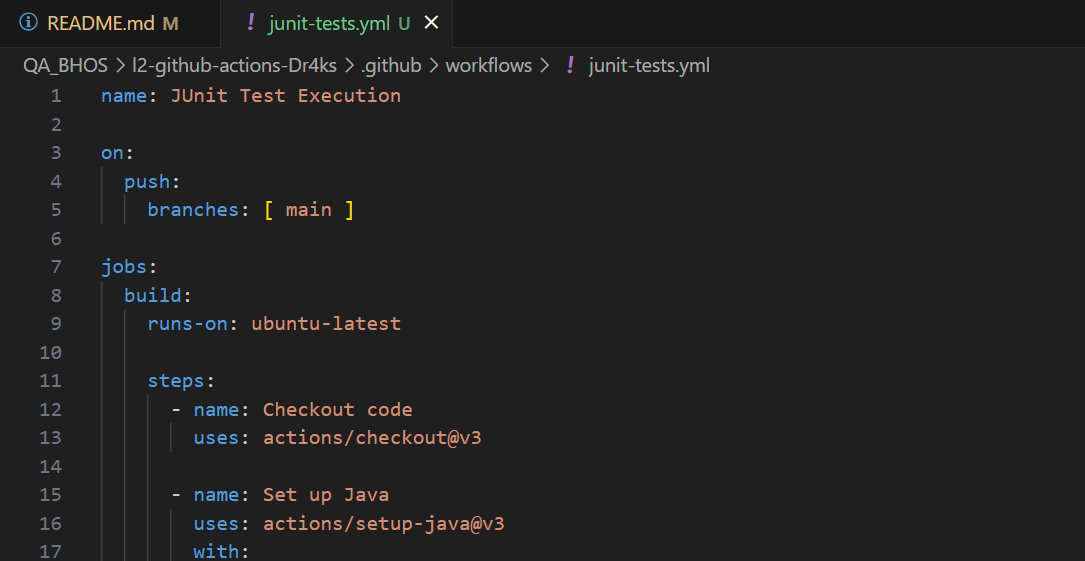 README.md M
! junit-tests.yml U
QA_BHOS > l2-github-actions-Dr4ks > .github > workflows > ! junit-tests.yml
1 name: JUnit Test Execution
2
3 on:
4 push:
5 branches: [ main ]
6
7 jobs:
8 build:
9 runs-on: ubuntu-latest
10
11 steps:
12 - name: Checkout code
13 uses: actions/checkout@v3
14
15 - name: Set up Java
16 uses: actions/setup-java@v3
17 with: